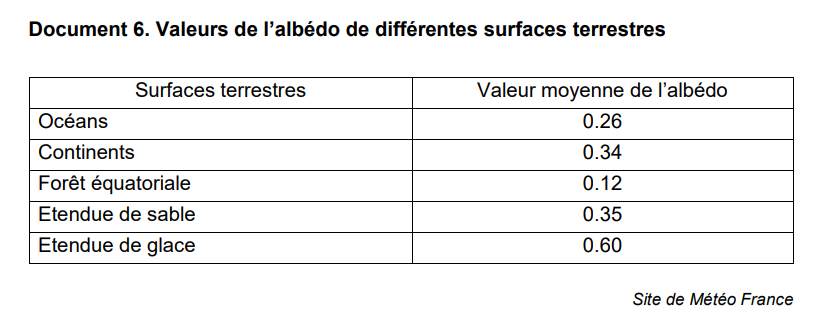 Document 6. Valeurs de l’albédo de différentes surfaces terrestres
Surfaces terrestres Valeur moyenne de l’albédo
Océans 0.26
Continents 0.34
Forêt équatoriale 0.12
Etendue de sable 0.35
Etendue de glace 0.60
Site de Météo France